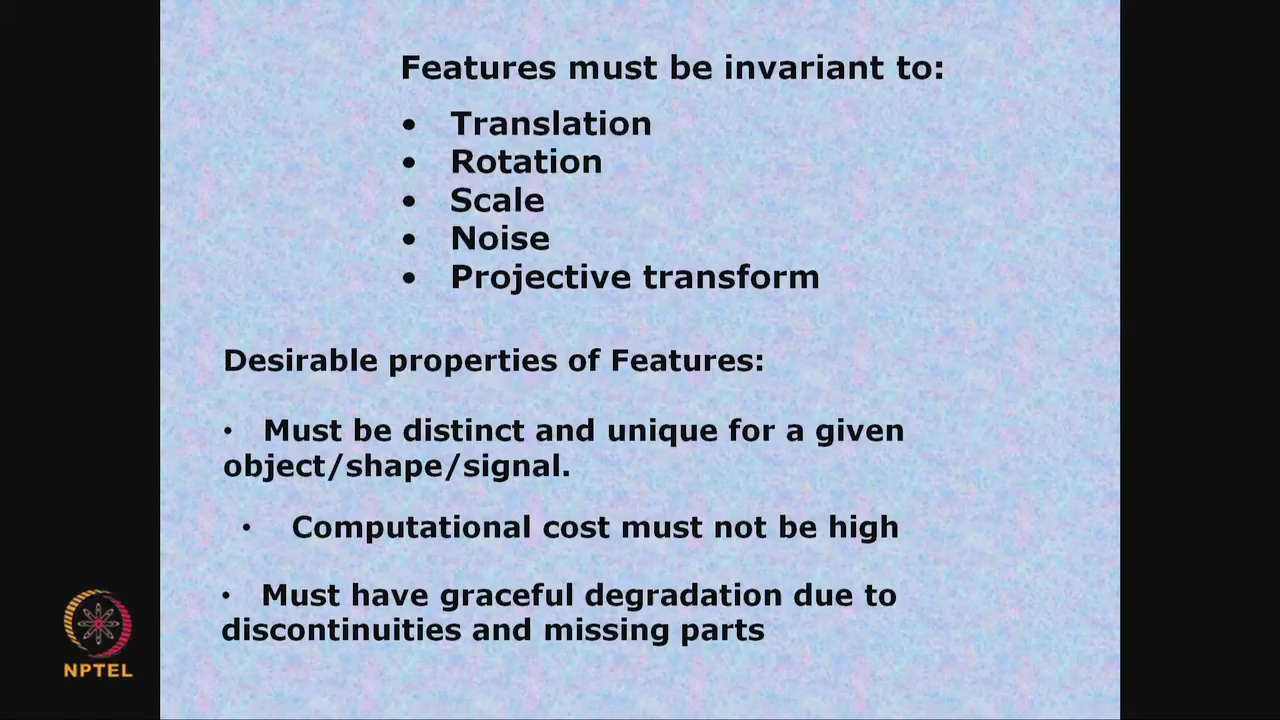 Features must be invariant to:
• Translation
• Rotation
• Scale
• Noise
• Projective transform
Desirable properties of Features:
• Must be distinct and unique for a given
object/shape/signal.
• Computational cost must not be high
• Must have graceful degradation due to
discontinuities and missing parts
NPTEL